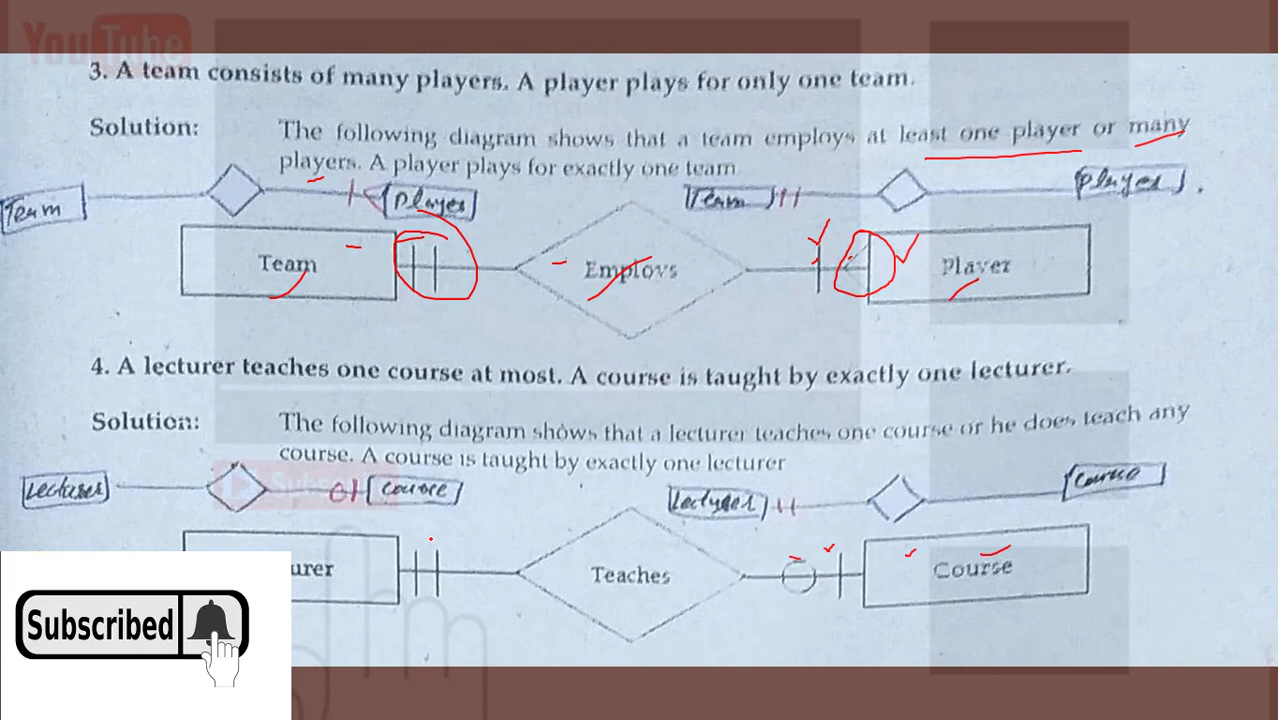 YouTube
3. A team consists of many players. A player plays for only one team.
Solution: The following diagram shows that a team employs at least one player or many
players. A player plays for exactly one team
Team Player Team Player
Team Employs Player
4. A lecturer teaches one course at most. A course is taught by exactly one lecturer.
Solution: The following diagram shows that a lecturer teaches one course or he does teach any
course. A course is taught by exactly one lecturer
Lecturer course Lecturer course
urer Teaches Course
Subscribed